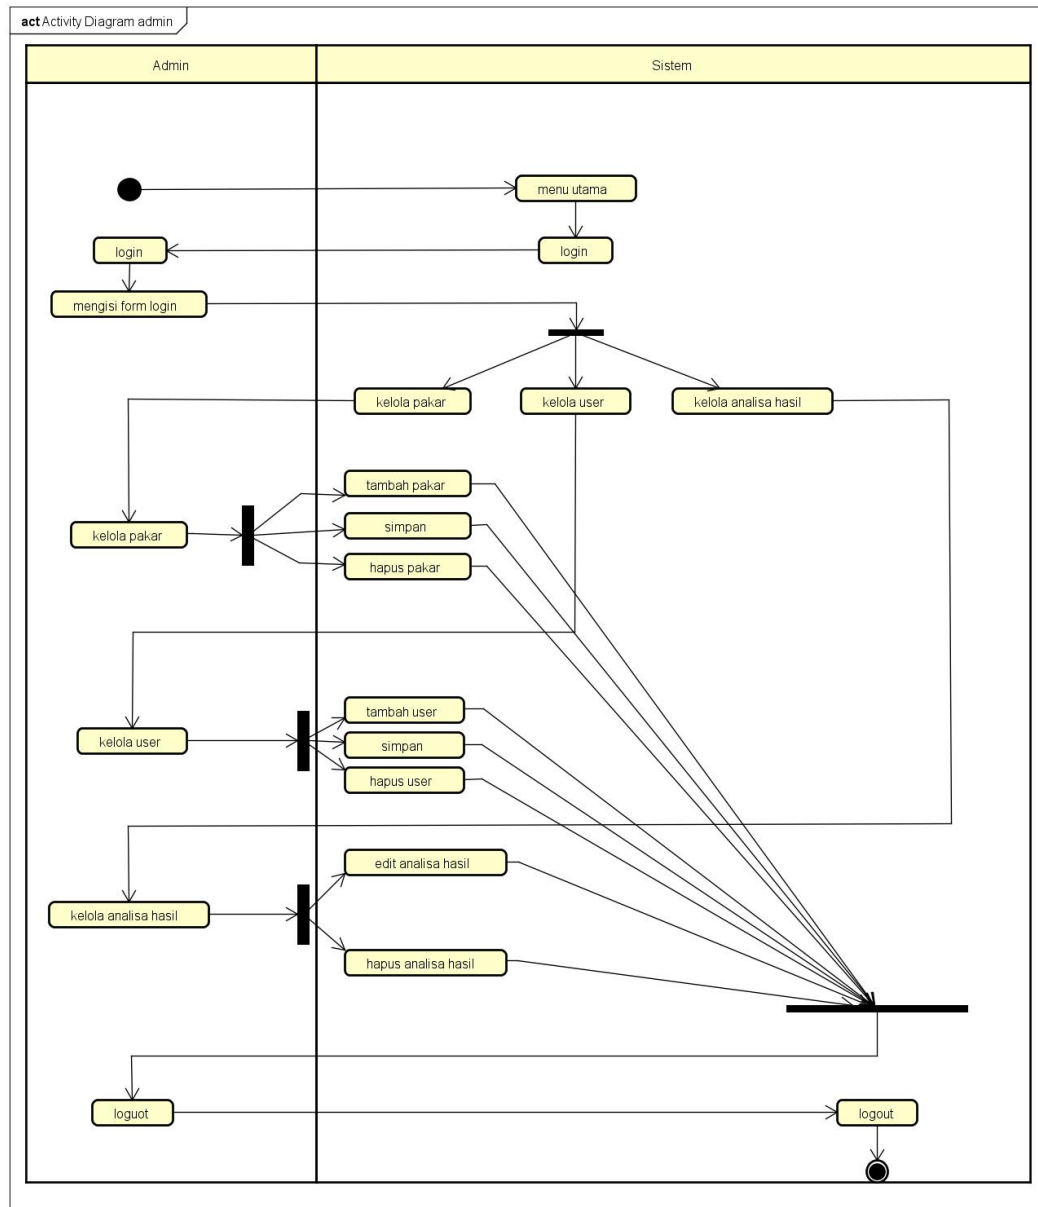 act Activity Diagram admin
Admin
Sistem
menu utama
login
login
mengisi form login
kelola pakar
kelola user
kelola analisa hasil
tambah pakar
simpan
kelola pakar
hapus pakar
tambah user
kelola user
simpan
hapus user
edit analisa hasil
kelola analisa hasil
hapus analisa hasil
loguot
logout